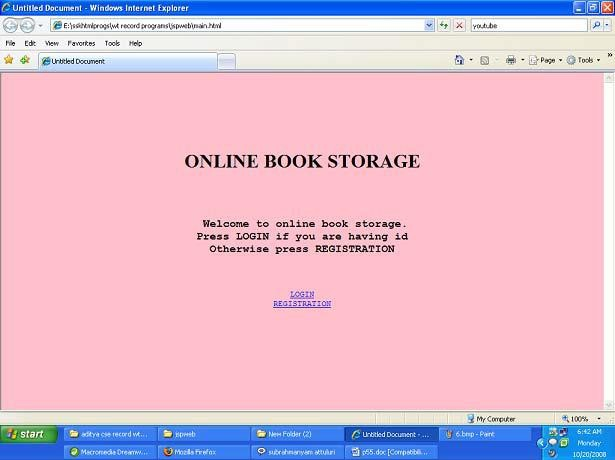 Untitled Document - Windows Internet Explorer
E:\sskhtmlprogs\wt record programs\jspweb\main.html
youtube
File Edit View Favorites Tools Help
Untitled Document
Page Tools
ONLINE BOOK STORAGE
Welcome to online book storage.
Press LOGIN if you are having id
Otherwise press REGISTRATION
LOGIN
REGISTRATION
My Computer 100%
start aditya cse record wt... jspweb New Folder (2) Untitled Document - ... 6.bmp - Paint 6:42 AM
Monday
Macromedia Dreamw... Mozilla Firefox subrahmanyam attuluri p55.doc [Compatibili... 10/20/2008